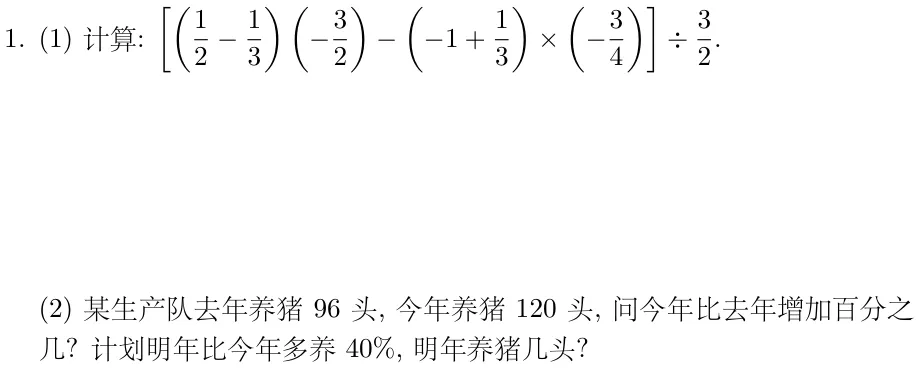 1. (1) 计算: [(1/2 − 1/3)(−3/2) − (−1 + 1/3) × (−3/4)] ÷ 3/2.
(2) 某生产队去年养猪 96 头, 今年养猪 120 头, 问今年比去年增加百分之
几? 计划明年比今年多养 40%, 明年养猪几头?